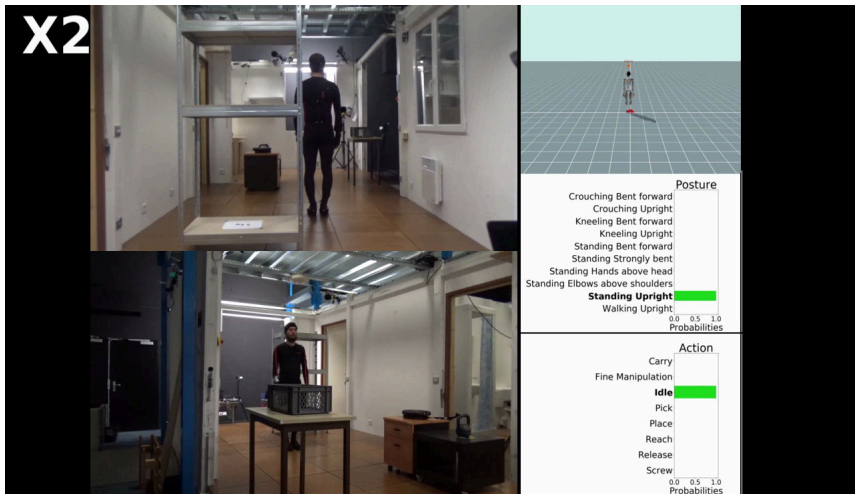 X2
Posture
Crouching Bent forward
Crouching Upright
Kneeling Bent forward
Kneeling Upright
Standing Bent forward
Standing Strongly bent
Standing Hands above head
Standing Elbows above shoulders
Standing Upright
Walking Upright
0.0 0.5 1.0
Probabilities
Action
Carry
Fine Manipulation
Idle
Pick
Place
Reach
Release
Screw
0.0 0.5 1.0
Probabilities